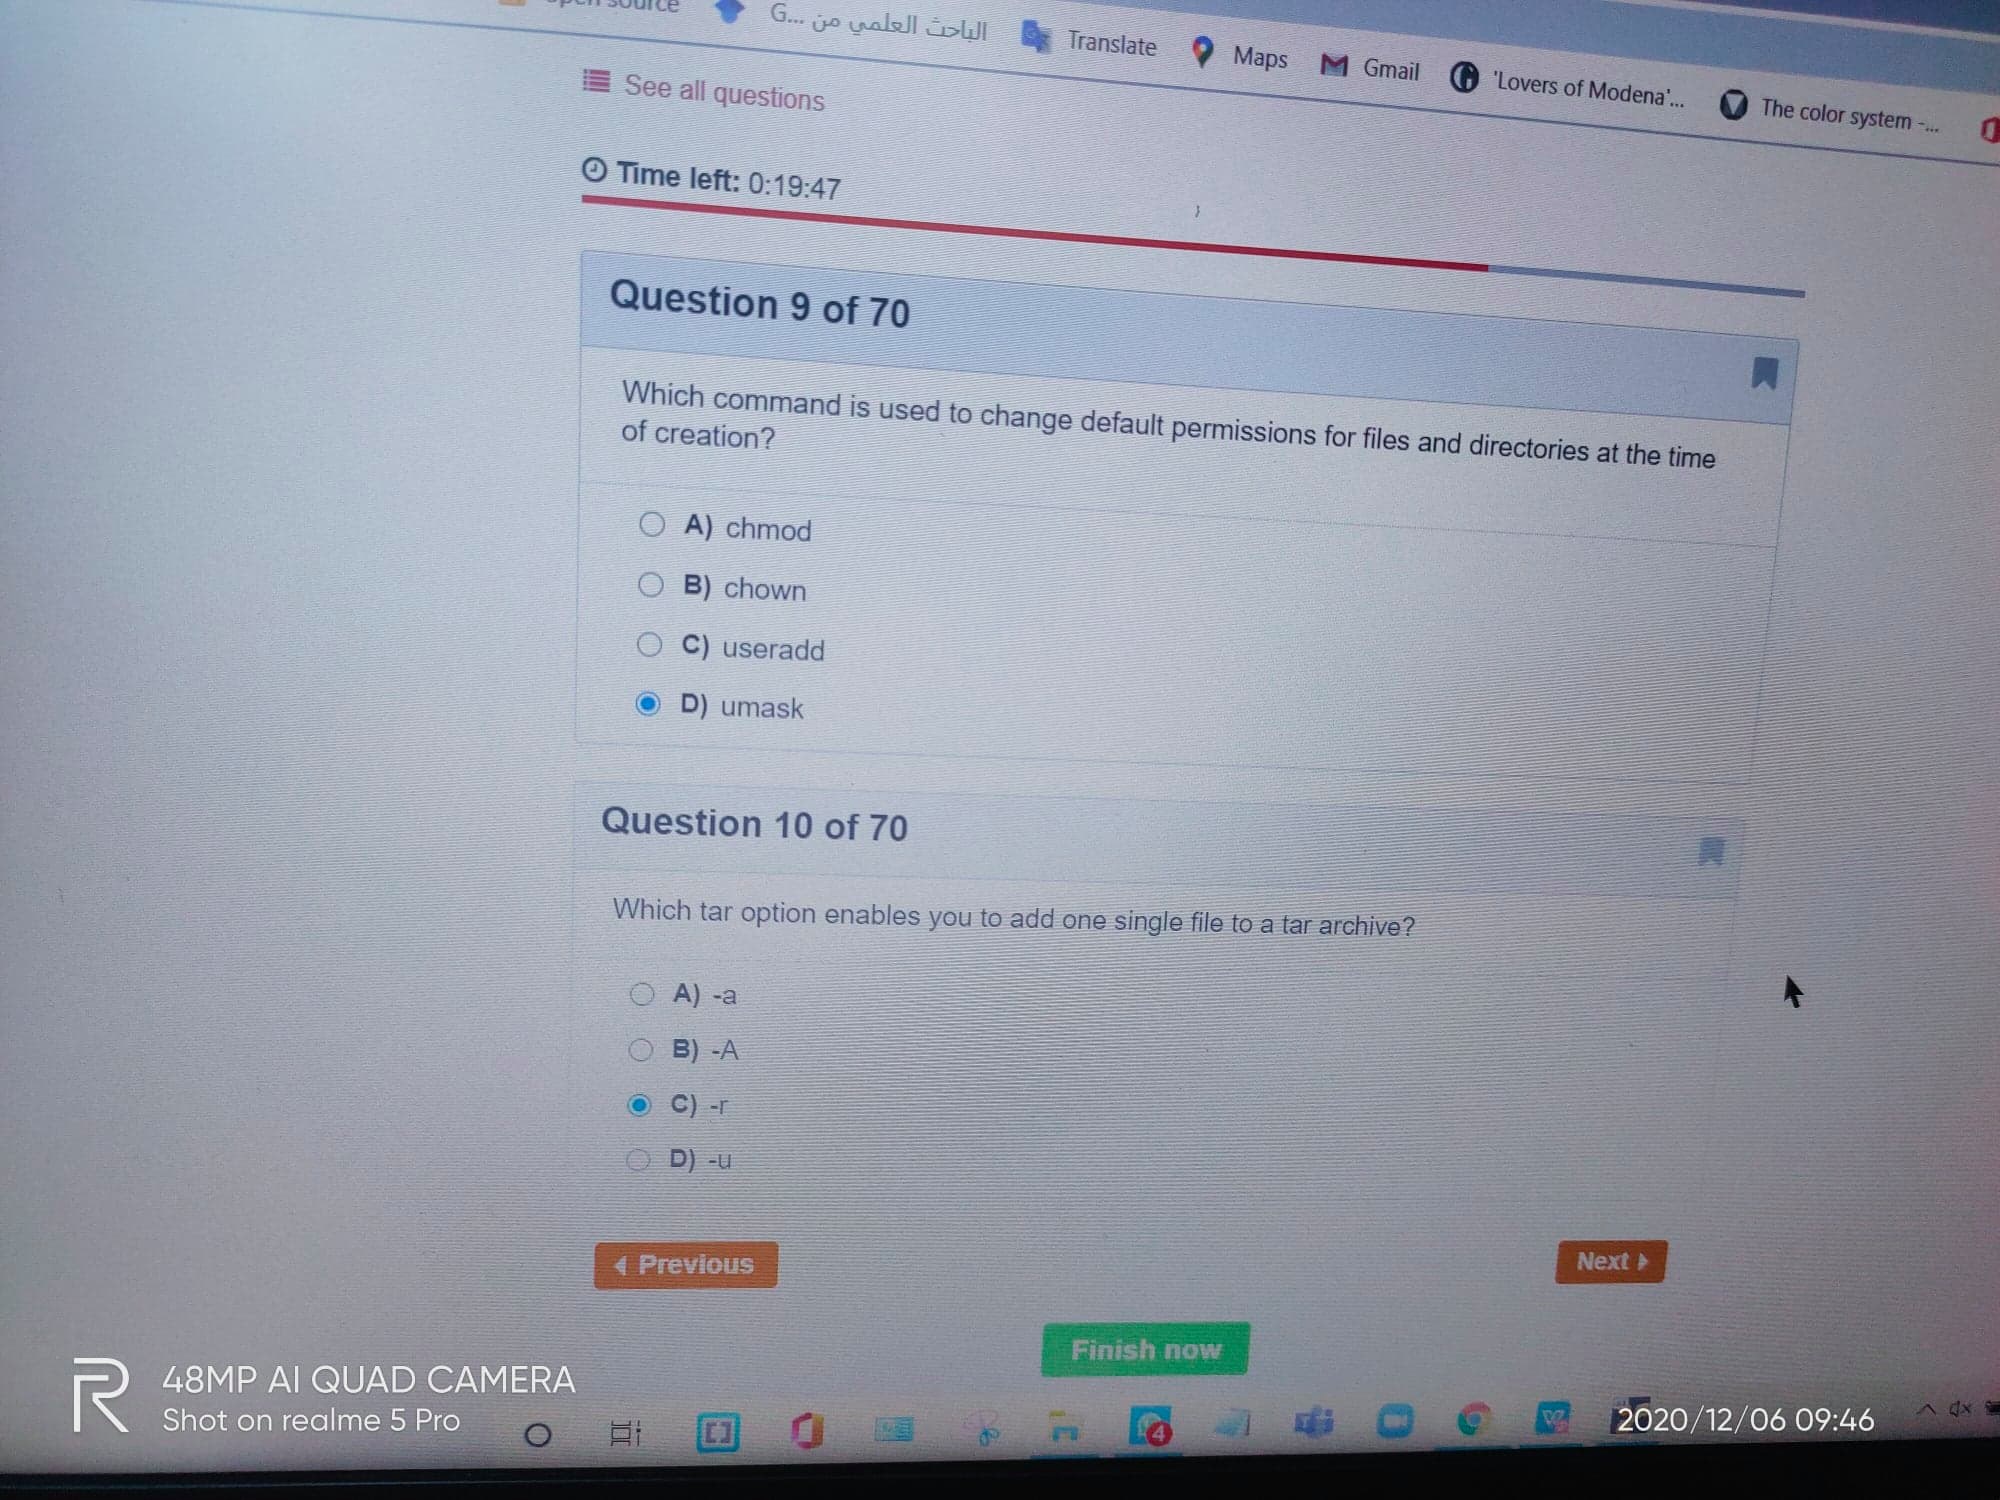 source
الباحث العلمي من ...G
Translate
Maps
Gmail
'Lovers of Modena'...
The color system -...
See all questions
Time left: 0:19:47
Question 9 of 70
Which command is used to change default permissions for files and directories at the time
of creation?
A) chmod
B) chown
C) useradd
D) umask
Question 10 of 70
Which tar option enables you to add one single file to a tar archive?
A) -a
B) -A
C) -r
D) -u
Previous
Next
Finish now
R
48MP AI QUAD CAMERA
Shot on realme 5 Pro
4
2020/12/06 09:46